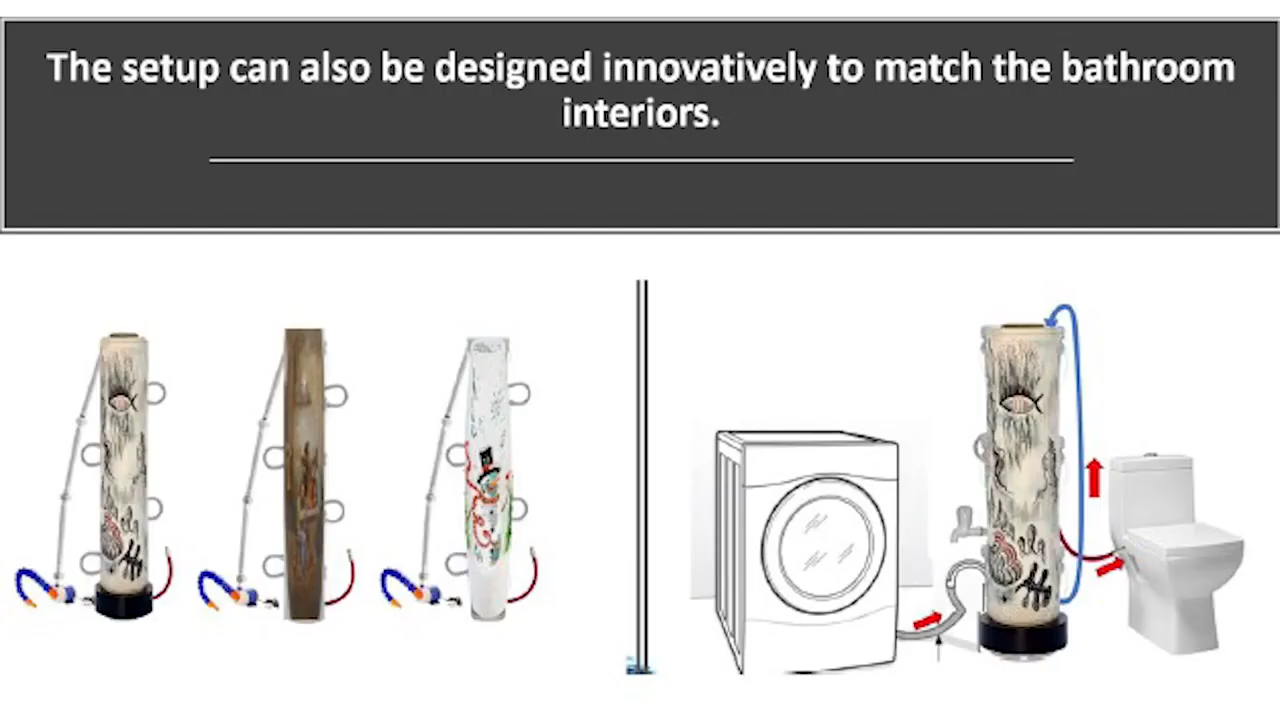 The setup can also be designed innovatively to match the bathroom
interiors.